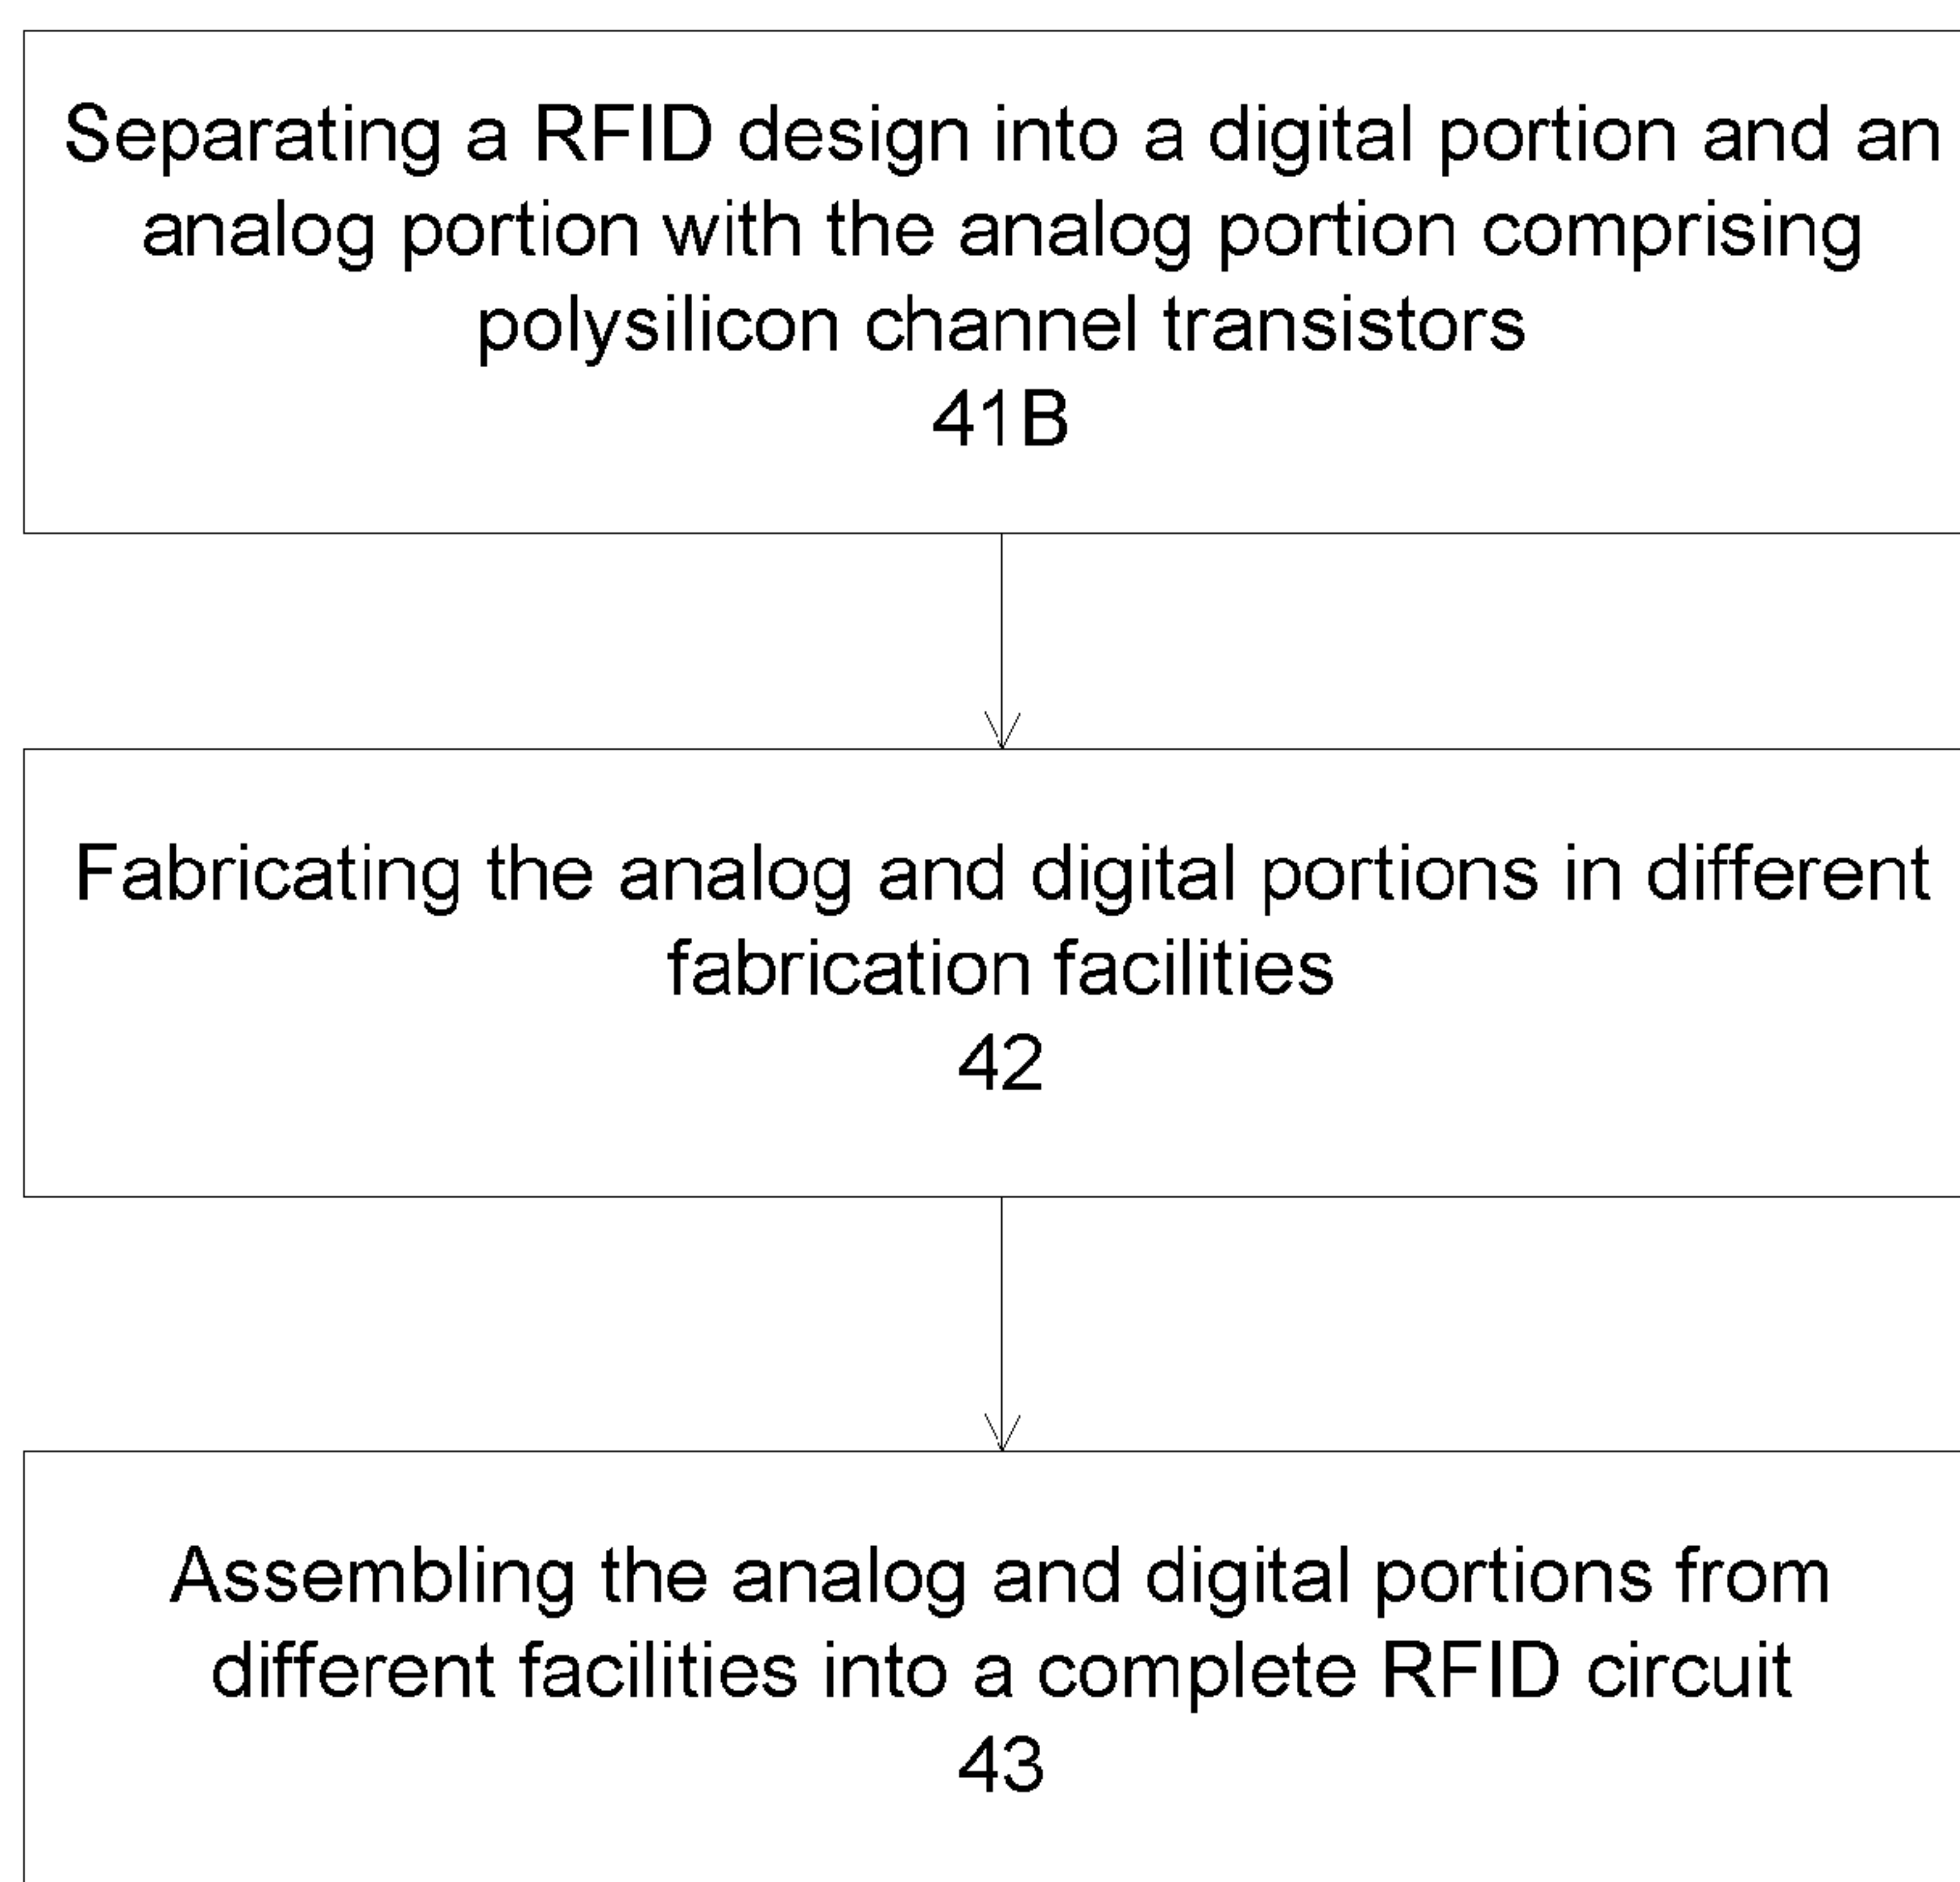 Separating a RFID design into a digital portion and an
analog portion with the analog portion comprising
polysilicon channel transistors
41B
Fabricating the analog and digital portions in different
fabrication facilities
42
Assembling the analog and digital portions from
different facilities into a complete RFID circuit
43